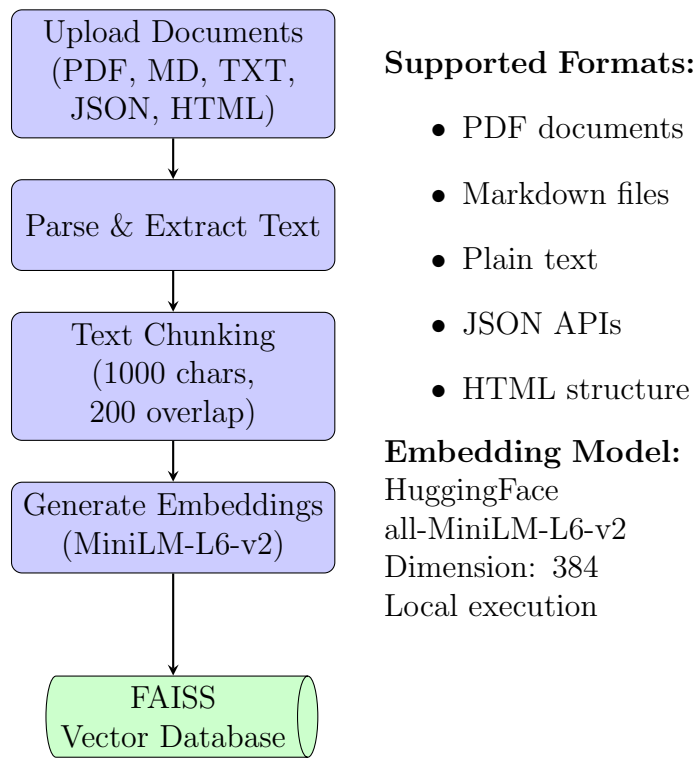 Upload Documents
(PDF, MD, TXT,
JSON, HTML)
Parse & Extract Text
Text Chunking
(1000 chars,
200 overlap)
Generate Embeddings
(MiniLM-L6-v2)
FAISS
Vector Database
Supported Formats:
• PDF documents
• Markdown files
• Plain text
• JSON APIs
• HTML structure
Embedding Model:
HuggingFace
all-MiniLM-L6-v2
Dimension: 384
Local execution